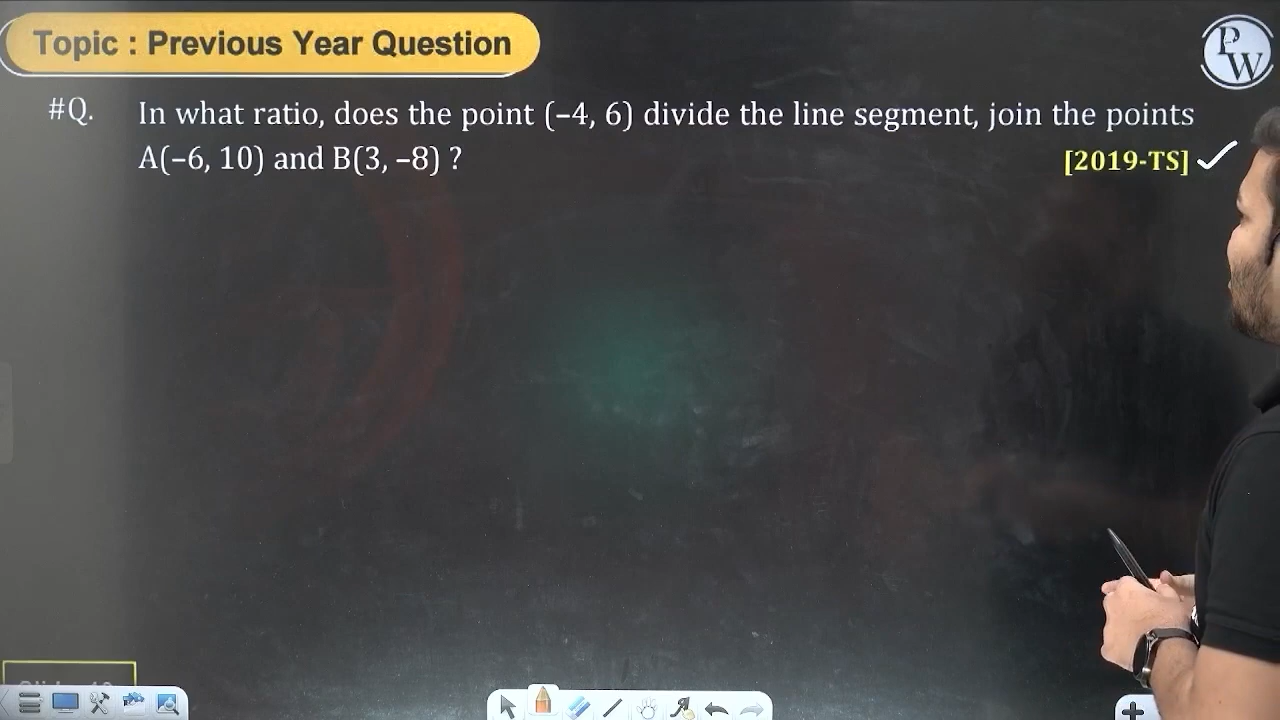 Topic : Previous Year Question
PW
#Q. In what ratio, does the point (–4, 6) divide the line segment, join the points
A(–6, 10) and B(3, –8) ?
[2019-TS]